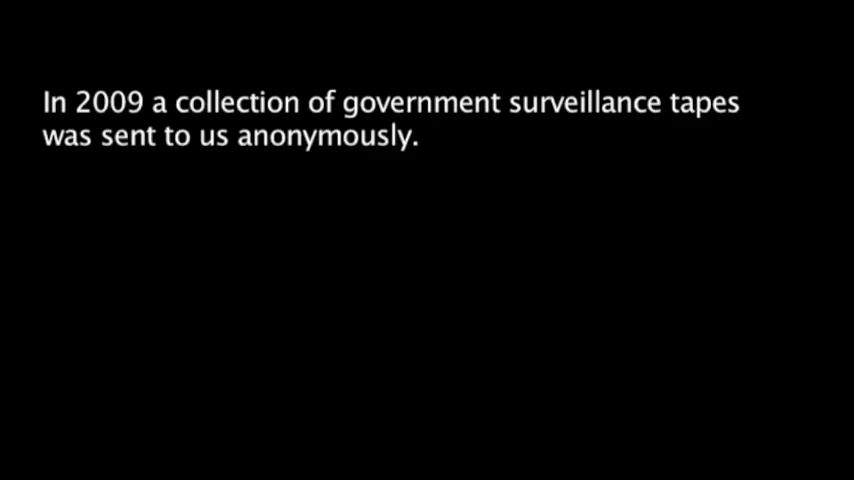 In 2009 a collection of government surveillance tapes
was sent to us anonymously.